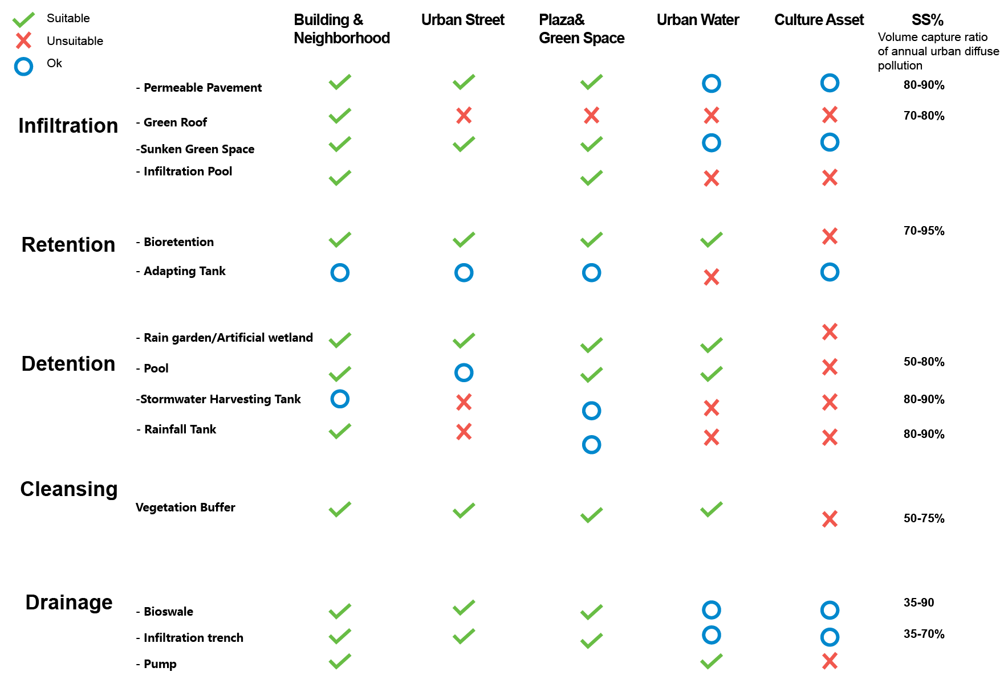 Suitable
Unsuitable
Ok
Building &
Neighborhood
Urban Street
Plaza&
Green Space
Urban Water
Culture Asset
SS%
Volume capture ratio
of annual urban diffuse
pollution
Infiltration
- Permeable Pavement
80-90%
- Green Roof
70-80%
-Sunken Green Space
- Infiltration Pool
Retention
- Bioretention
70-95%
- Adapting Tank
Detention
- Rain garden/Artificial wetland
- Pool
50-80%
-Stormwater Harvesting Tank
80-90%
- Rainfall Tank
80-90%
Cleansing
Vegetation Buffer
50-75%
Drainage
- Bioswale
35-90
- Infiltration trench
35-70%
- Pump